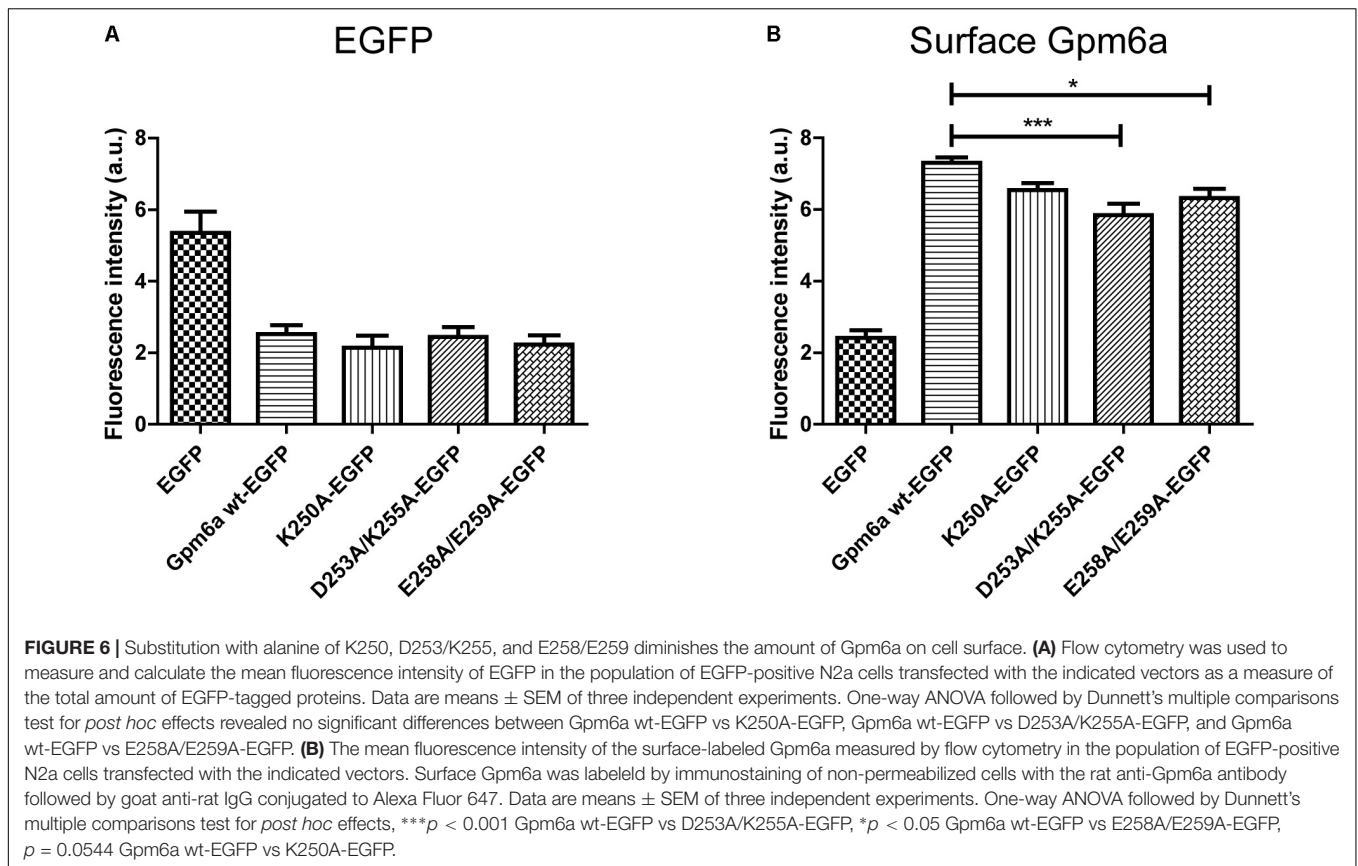 A
EGFP
Fluorescence intensity (a.u.)
8
6
4
2
0
EGFP
Gpm6a wt-EGFP
K250A-EGFP
D253A/K255A-EGFP
E258A/E259A-EGFP
B
Surface Gpm6a
*
***
Fluorescence intensity (a.u.)
8
6
4
2
0
EGFP
Gpm6a wt-EGFP
K250A-EGFP
D253A/K255A-EGFP
E258A/E259A-EGFP
FIGURE 6 | Substitution with alanine of K250, D253/K255, and E258/E259 diminishes the amount of Gpm6a on cell surface. (A) Flow cytometry was used to
measure and calculate the mean fluorescence intensity of EGFP in the population of EGFP-positive N2a cells transfected with the indicated vectors as a measure of
the total amount of EGFP-tagged proteins. Data are means ± SEM of three independent experiments. One-way ANOVA followed by Dunnett's multiple comparisons
test for post hoc effects revealed no significant differences between Gpm6a wt-EGFP vs K250A-EGFP, Gpm6a wt-EGFP vs D253A/K255A-EGFP, and Gpm6a
wt-EGFP vs E258A/E259A-EGFP. (B) The mean fluorescence intensity of the surface-labeled Gpm6a measured by flow cytometry in the population of EGFP-positive
N2a cells transfected with the indicated vectors. Surface Gpm6a was labeleld by immunostaining of non-permeabilized cells with the rat anti-Gpm6a antibody
followed by goat anti-rat IgG conjugated to Alexa Fluor 647. Data are means ± SEM of three independent experiments. One-way ANOVA followed by Dunnett's
multiple comparisons test for post hoc effects, ***p < 0.001 Gpm6a wt-EGFP vs D253A/K255A-EGFP, *p < 0.05 Gpm6a wt-EGFP vs E258A/E259A-EGFP,
p = 0.0544 Gpm6a wt-EGFP vs K250A-EGFP.